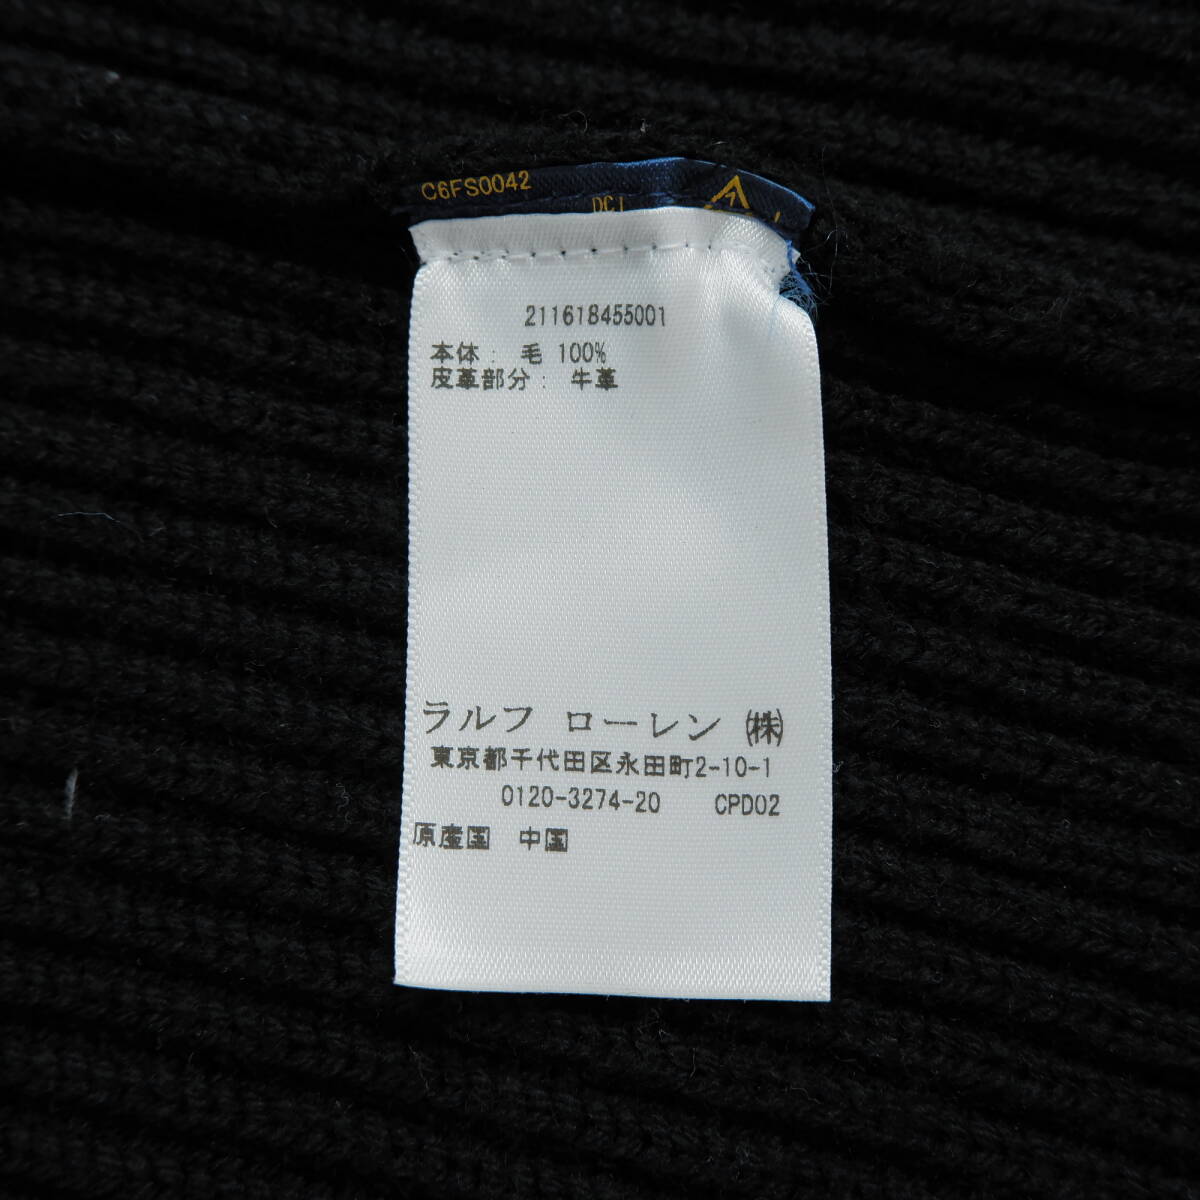 C6FS0042
211618455001
本体: 毛 100%
皮革部分: 牛革
ラルフ ローレン ㈱
東京都千代田区永田町2-10-1
0120-3274-20 CPD02
原産国 中国